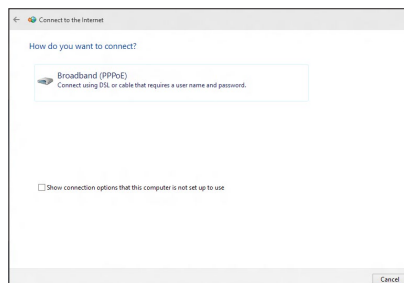 Connect to the Internet
How do you want to connect?
Broadband (PPPoE)
Connect using DSL or cable that requires a user name and password.
Show connection options that this computer is not set up to use
Cancel